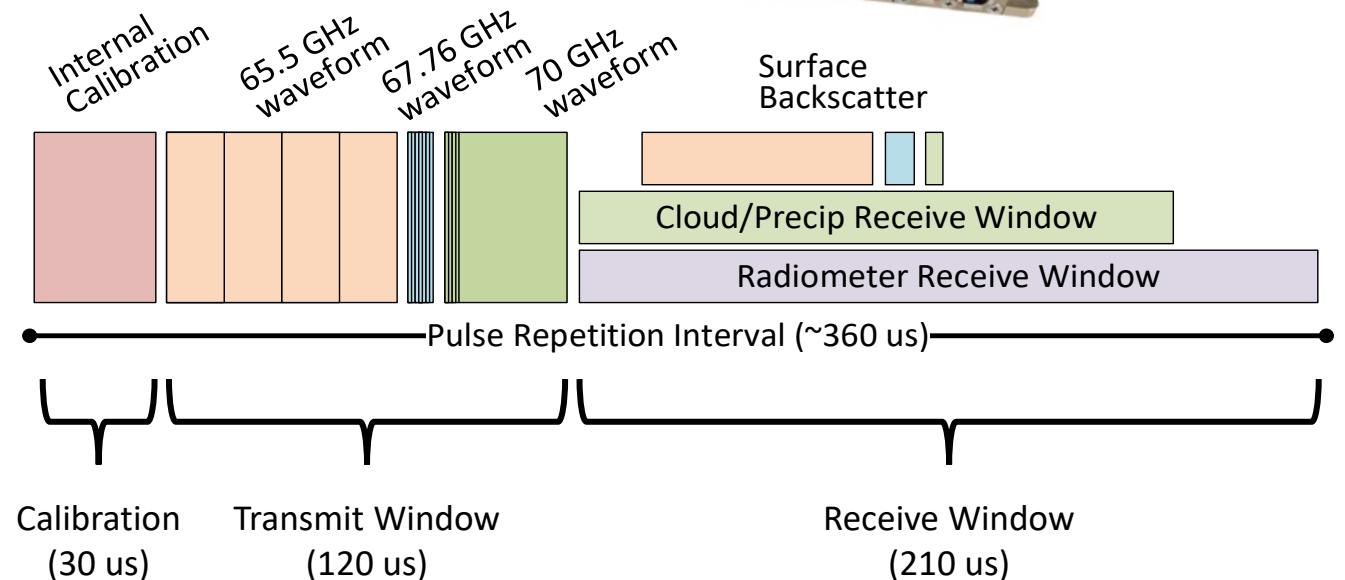 Internal
Calibration
65.5 GHz
waveform
67.76 GHz
waveform
70 GHz
waveform
Surface
Backscatter
Cloud/Precip Receive Window
Radiometer Receive Window
Pulse Repetition Interval (~360 us)
Calibration
(30 us)
Transmit Window
(120 us)
Receive Window
(210 us)